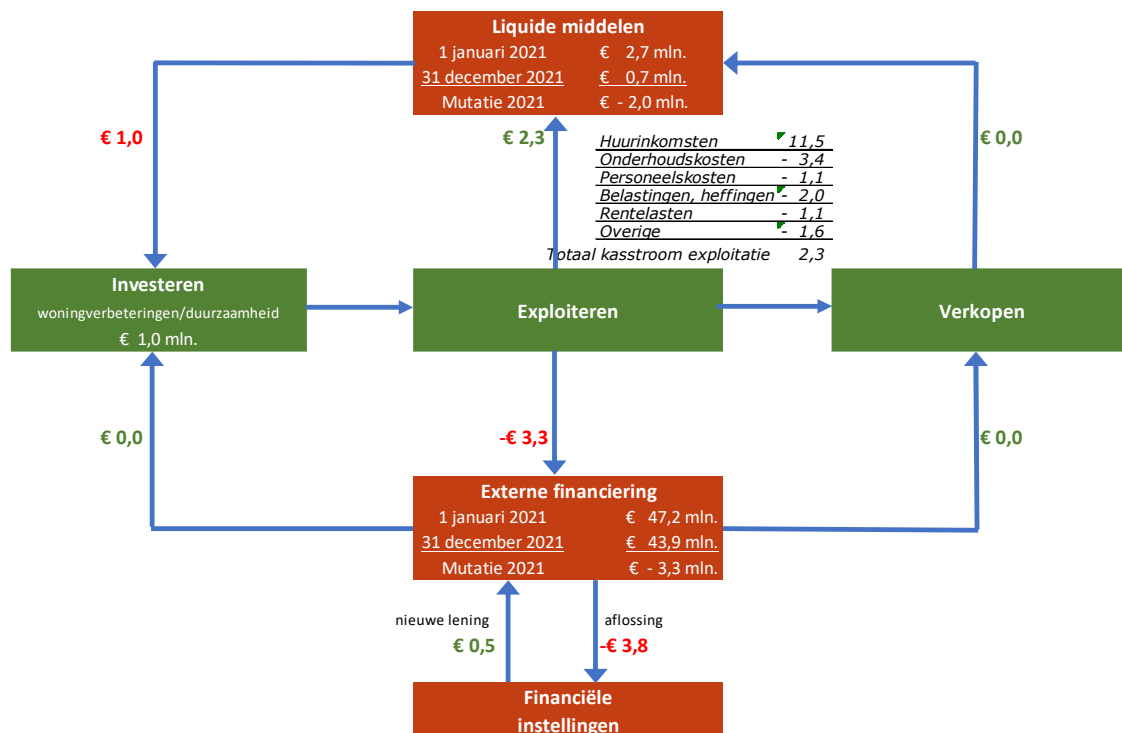 Liquide middelen
1 januari 2021 € 2,7 mln.
31 december 2021 € 0,7 mln.
Mutatie 2021 € - 2,0 mln.
€ 1,0
€ 2,3
€ 0,0
Huurinkomsten 11,5
Onderhoudskosten - 3,4
Personeelskosten - 1,1
Belastingen, heffingen - 2,0
Rentelasten - 1,1
Overige - 1,6
Totaal kasstroom exploitatie 2,3
Investeren
woningverbeteringen/duurzaamheid
€ 1,0 mln.
Exploiteren
Verkopen
€ 0,0
-€ 3,3
€ 0,0
Externe financiering
1 januari 2021 € 47,2 mln.
31 december 2021 € 43,9 mln.
Mutatie 2021 € - 3,3 mln.
nieuwe lening
€ 0,5
aflossing
-€ 3,8
Financiële
instellingen